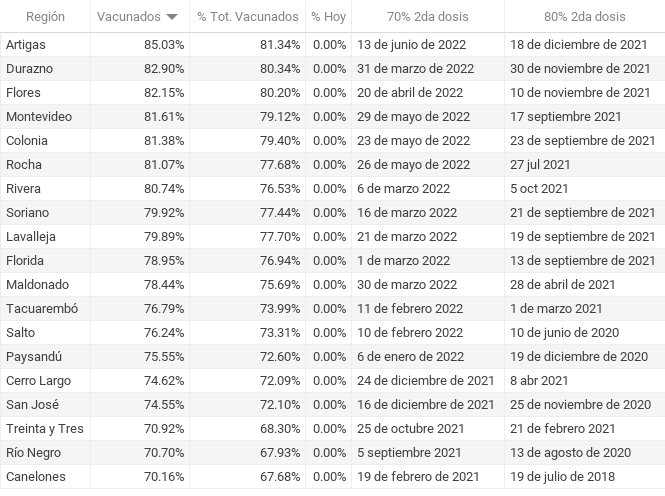 Región Vacunados % Tot. Vacunados % Hoy 70% 2da dosis 80% 2da dosis
Artigas 85.03% 81.34% 0.00% 13 de junio de 2022 18 de diciembre de 2021
Durazno 82.90% 80.34% 0.00% 31 de marzo de 2022 30 de noviembre de 2021
Flores 82.15% 80.20% 0.00% 20 de abril de 2022 10 de noviembre de 2021
Montevideo 81.61% 79.12% 0.00% 29 de mayo de 2022 17 septiembre 2021
Colonia 81.38% 79.40% 0.00% 23 de mayo de 2022 23 de septiembre de 2021
Rocha 81.07% 77.68% 0.00% 26 de mayo de 2022 27 jul 2021
Rivera 80.74% 76.53% 0.00% 6 de marzo 2022 5 oct 2021
Soriano 79.92% 77.44% 0.00% 16 de marzo 2022 21 de septiembre de 2021
Lavalleja 79.89% 77.70% 0.00% 21 de marzo 2022 19 de septiembre de 2021
Florida 78.95% 76.94% 0.00% 1 de marzo 2022 13 de septiembre de 2021
Maldonado 78.44% 75.69% 0.00% 30 de marzo 2022 28 de abril de 2021
Tacuarembó 76.79% 73.99% 0.00% 11 de febrero 2022 1 de marzo 2021
Salto 76.24% 73.31% 0.00% 10 de febrero 2022 10 de junio de 2020
Paysandú 75.55% 72.60% 0.00% 6 de enero de 2022 19 de diciembre de 2020
Cerro Largo 74.62% 72.09% 0.00% 24 de diciembre de 2021 8 abr 2021
San José 74.55% 72.10% 0.00% 16 de diciembre de 2021 25 de noviembre de 2020
Treinta y Tres 70.92% 68.30% 0.00% 25 de octubre 2021 21 de febrero 2021
Río Negro 70.70% 67.93% 0.00% 5 septiembre 2021 13 de agosto de 2020
Canelones 70.16% 67.68% 0.00% 19 de febrero de 2021 19 de julio de 2018